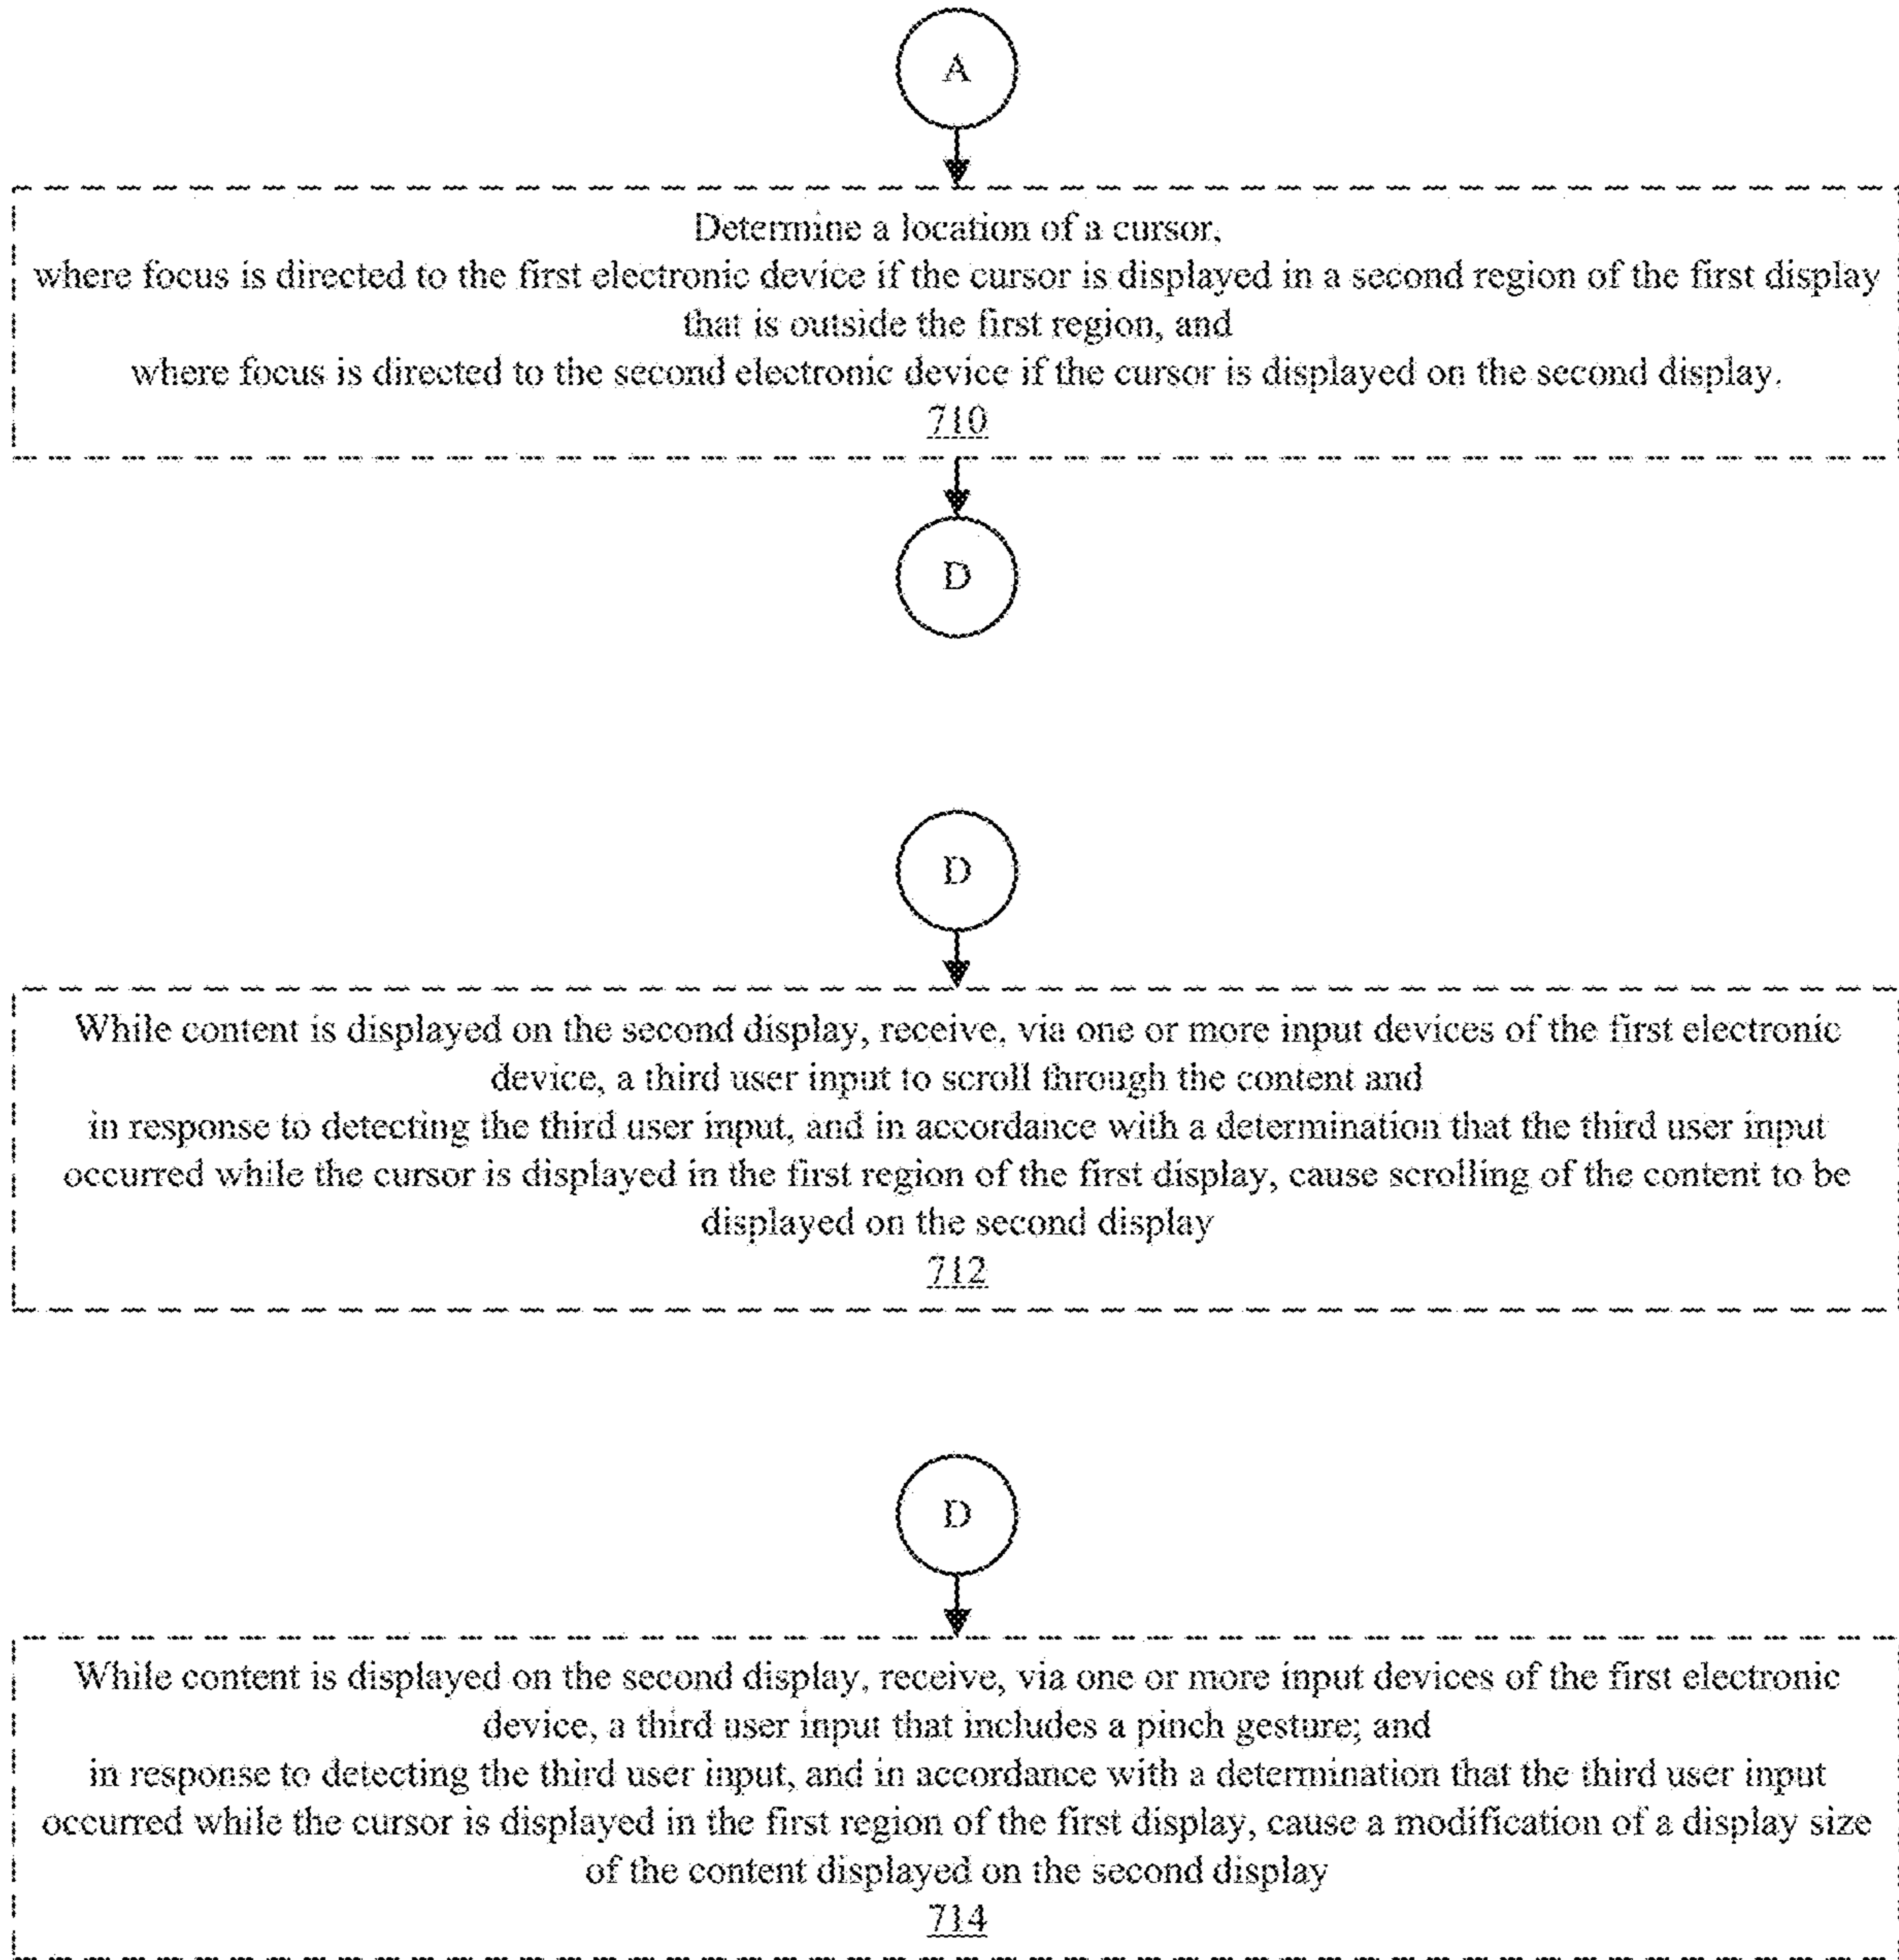 A
Determine a location of a cursor,
where focus is directed to the first electronic device if the cursor is displayed in a second region of the first display
that is outside the first region, and
where focus is directed to the second electronic device if the cursor is displayed on the second display.
710
D
D
While content is displayed on the second display, receive, via one or more input devices of the first electronic
device, a third user input to scroll through the content and
in response to detecting the third user input, and in accordance with a determination that the third user input
occurred while the cursor is displayed in the first region of the first display, cause scrolling of the content to be
displayed on the second display
712
D
While content is displayed on the second display, receive, via one or more input devices of the first electronic
device, a third user input that includes a pinch gesture; and
in response to detecting the third user input, and in accordance with a determination that the third user input
occurred while the cursor is displayed in the first region of the first display, cause a modification of a display size
of the content displayed on the second display
714